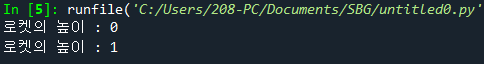 In [5]: runfile('C:/Users/208-PC/Documents/SBG/untitled0.py'
로켓의 높이 : 0
로켓의 높이 : 1